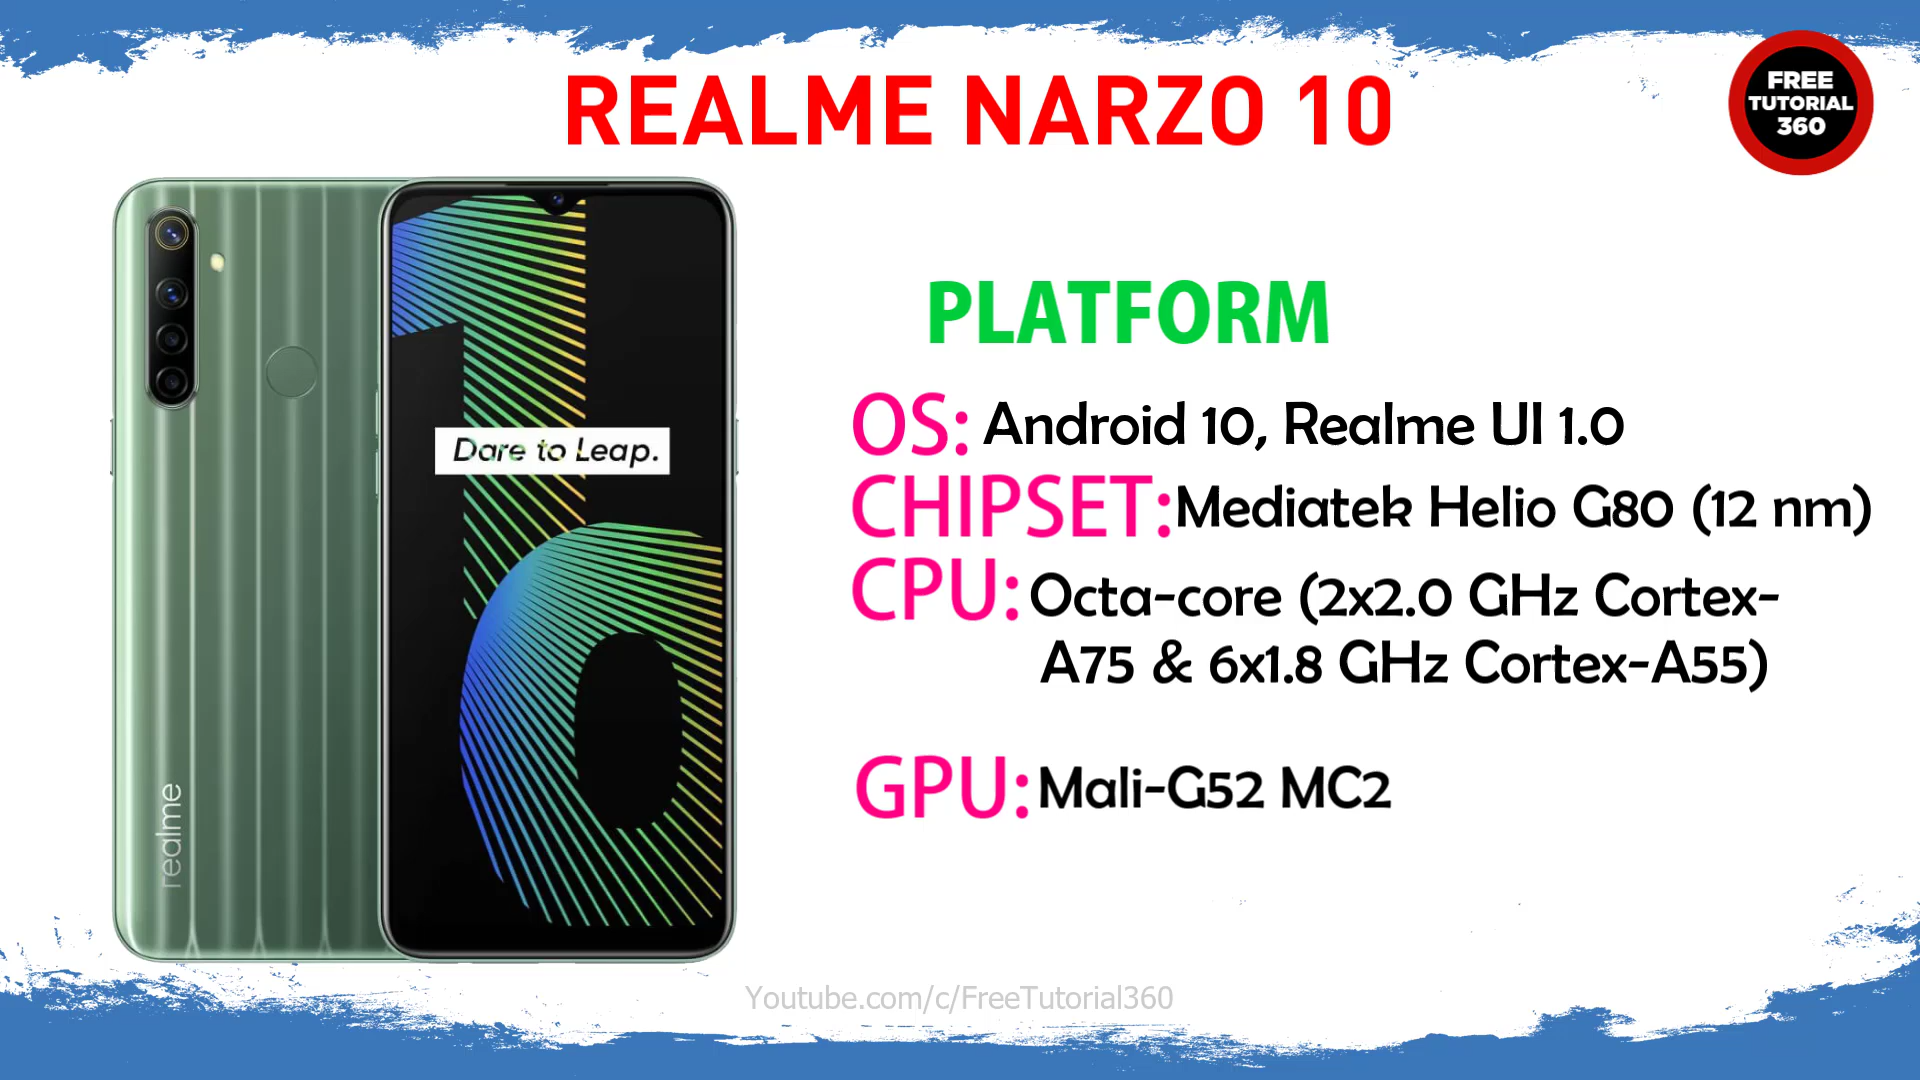 REALME NARZO 10
FREE
TUTORIAL
360
PLATFORM
OS: Android 10, Realme UI 1.0
CHIPSET: Mediatek Helio G80 (12 nm)
CPU: Octa-core (2x2.0 GHz Cortex-
A75 & 6x1.8 GHz Cortex-A55)
GPU: Mali-G52 MC2
10
Dare to Leap.
realme
Youtube.com/c/FreeTutorial360